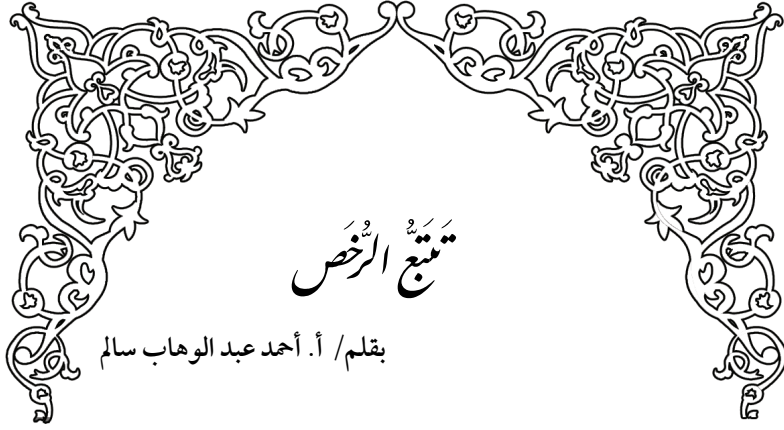 تَتَبُّعُ الرُّخَص
بقلم/ أ. أحمد عبد الوهاب سالم